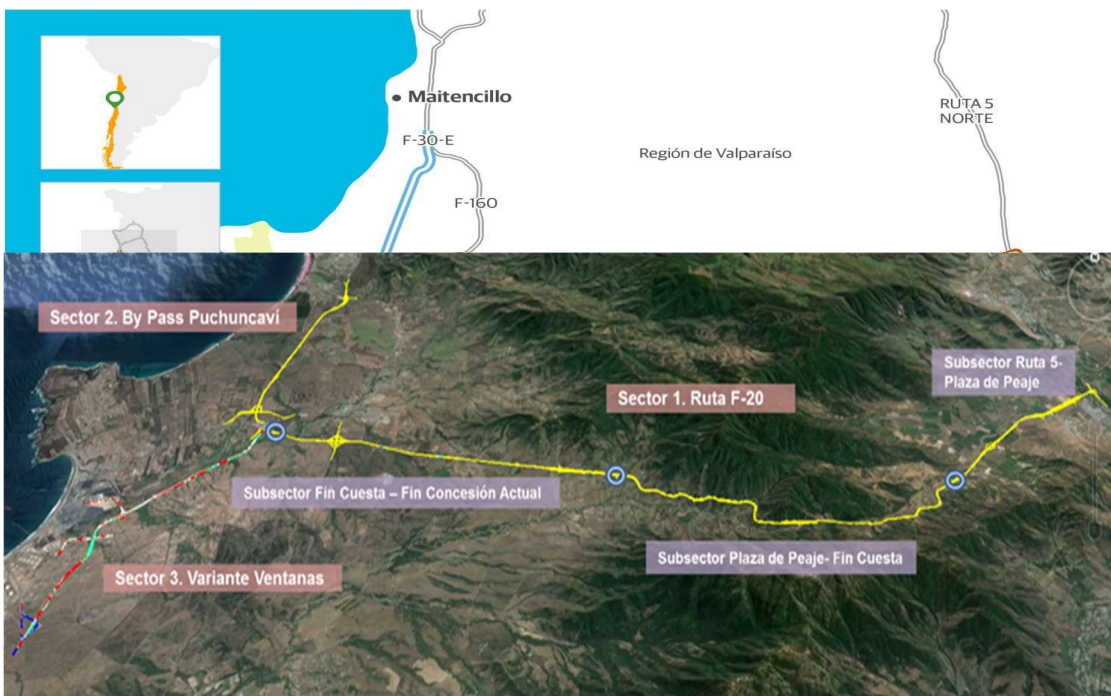 Maitencillo
F-30-E
F-160
Región de Valparaíso
RUTA 5
NORTE
Sector 2. By Pass Puchuncaví
Subsector Ruta 5-
Plaza de Peaje
Sector 1. Ruta F-20
Subsector Fin Cuesta – Fin Concesión Actual
Subsector Plaza de Peaje- Fin Cuesta
Sector 3. Variante Ventanas